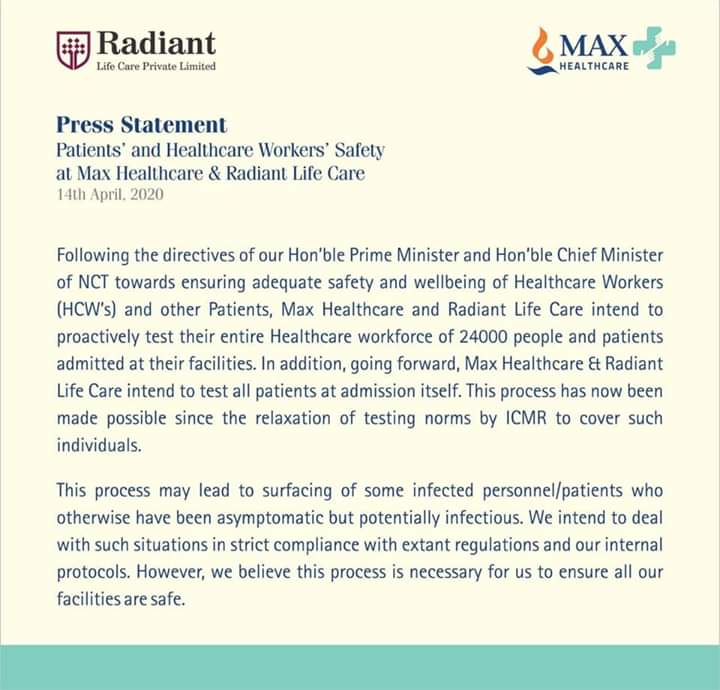 Radiant
Life Care Private Limited
MAX
HEALTHCARE
Press Statement
Patients' and Healthcare Workers' Safety
at Max Healthcare & Radiant Life Care
14th April, 2020
Following the directives of our Hon'ble Prime Minister and Hon'ble Chief Minister
of NCT towards ensuring adequate safety and wellbeing of Healthcare Workers
(HCW's) and other Patients, Max Healthcare and Radiant Life Care intend to
proactively test their entire Healthcare workforce of 24000 people and patients
admitted at their facilities. In addition, going forward, Max Healthcare & Radiant
Life Care intend to test all patients at admission itself. This process has now been
made possible since the relaxation of testing norms by ICMR to cover such
individuals.
This process may lead to surfacing of some infected personnel/patients who
otherwise have been asymptomatic but potentially infectious. We intend to deal
with such situations in strict compliance with extant regulations and our internal
protocols. However, we believe this process is necessary for us to ensure all our
facilities are safe.